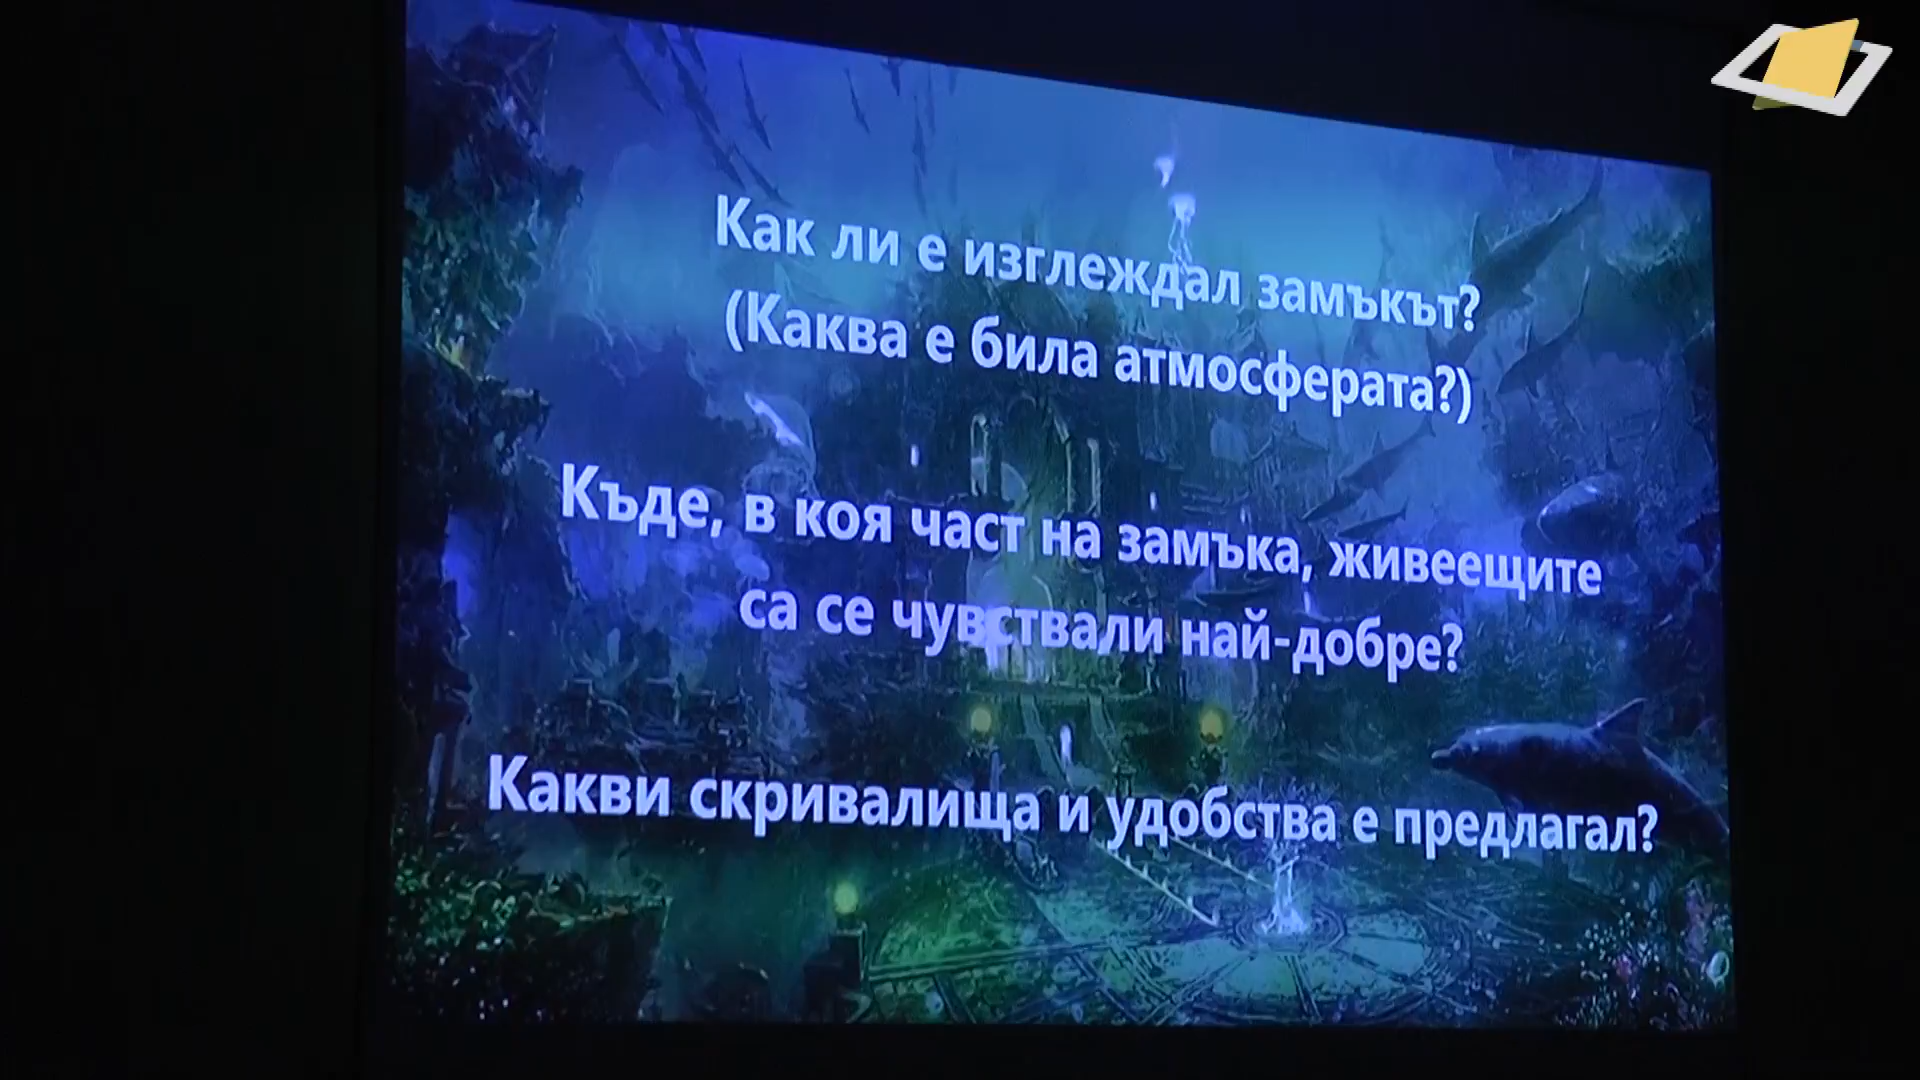 Как ли е изглеждал замъкът?
(Каква е била атмосферата?)
Къде, в коя част на замъка, живеещите
са се чувствали най-добре?
Какви скривалища и удобства е предлагал?